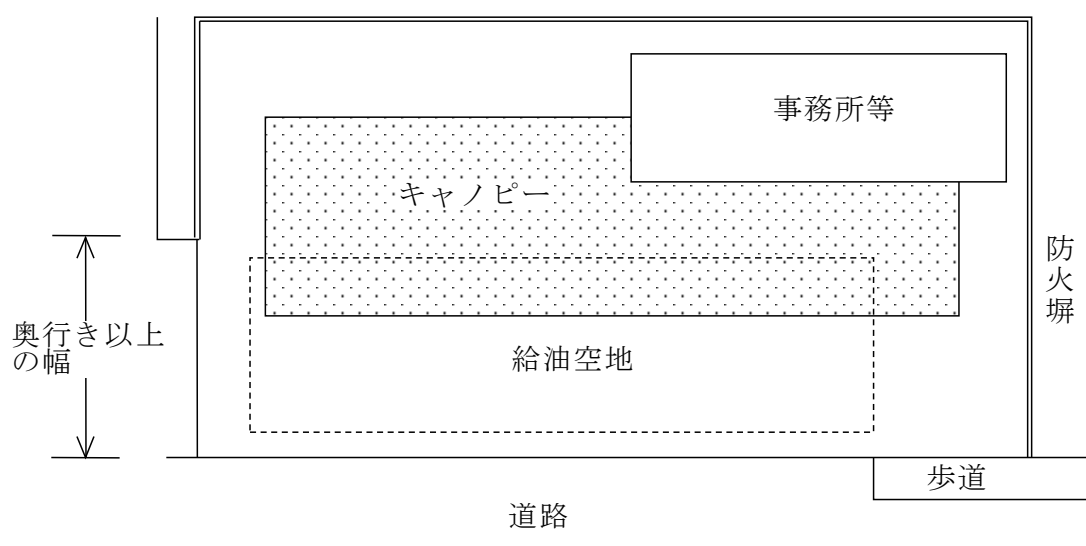 事務所等
キャノピー
防火塀
奥行き以上
の幅
給油空地
歩道
道路